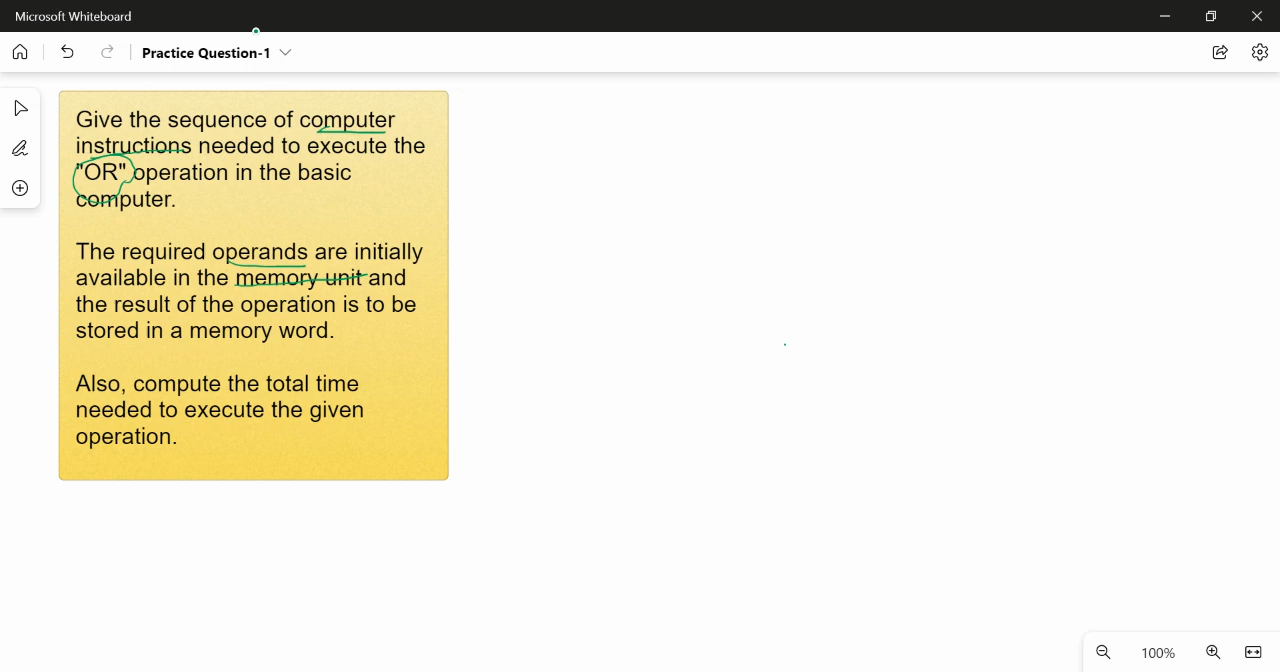 Microsoft Whiteboard
Practice Question-1
Give the sequence of computer
instructions needed to execute the
"OR" operation in the basic
computer.
The required operands are initially
available in the memory unit and
the result of the operation is to be
stored in a memory word.
Also, compute the total time
needed to execute the given
operation.
100%